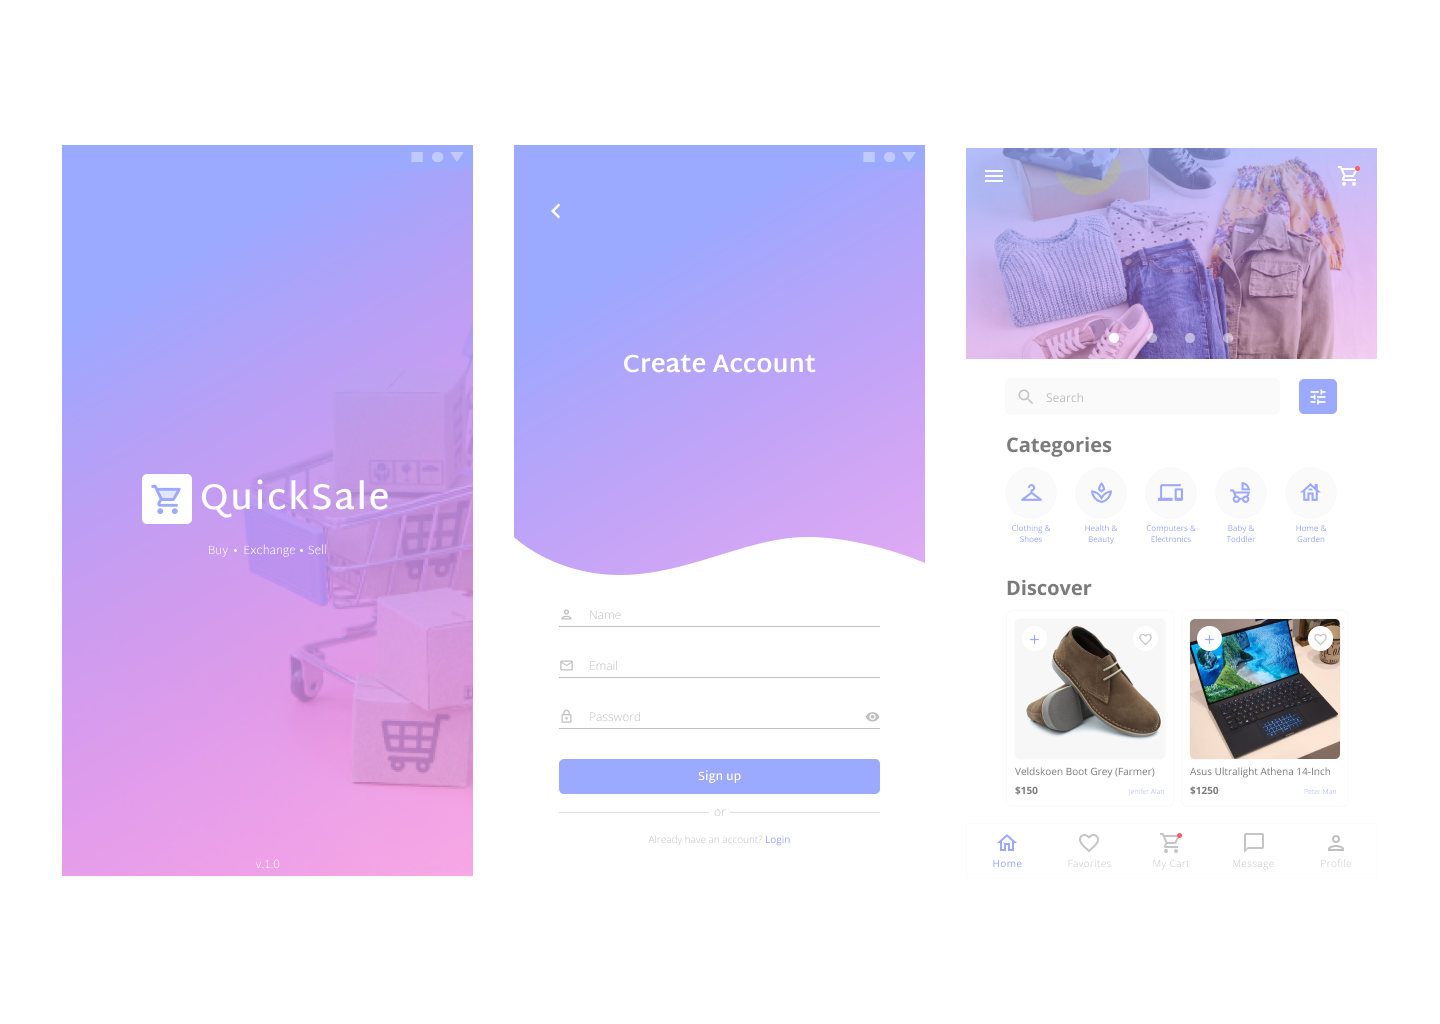 QuickSale
Buy • Exchange • Sell
v.1.0
Create Account
Name
Email
Password
Sign up
or
Already have an account? Login
Search
Categories
Clothing &
Shoes
Health &
Beauty
Computers &
Electronics
Baby &
Toddler
Home &
Garden
Discover
Veldskoen Boot Grey (Farmer)
$150
Jenifer Alan
Asus Ultralight Athena 14-Inch
$1250
Peter Man
Home
Favorites
My Cart
Message
Profile